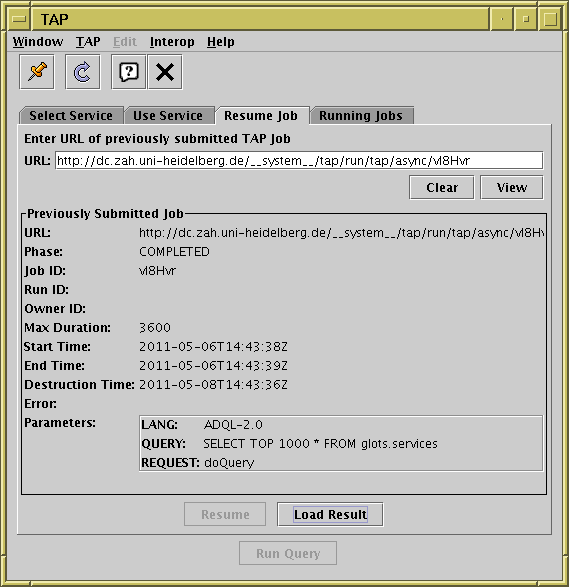 TAP
Window TAP Edit Interop Help
Select Service Use Service Resume Job Running Jobs
Enter URL of previously submitted TAP Job
URL: http://dc.zah.uni-heidelberg.de/__system__/tap/run/tap/async/vl8Hvr
Clear View
Previously Submitted Job
URL: http://dc.zah.uni-heidelberg.de/__system__/tap/run/tap/async/vl8Hv
Phase: COMPLETED
Job ID: vl8Hvr
Run ID:
Owner ID:
Max Duration: 3600
Start Time: 2011-05-06T14:43:38Z
End Time: 2011-05-06T14:43:39Z
Destruction Time: 2011-05-08T14:43:36Z
Error:
Parameters: LANG: ADQL-2.0
QUERY: SELECT TOP 1000 * FROM glots.services
REQUEST: doQuery
Resume Load Result
Run Query